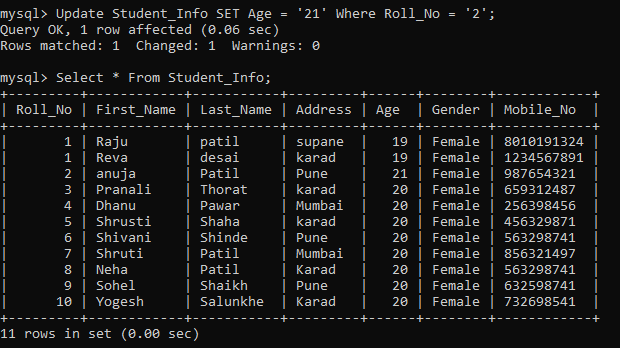 mysql> Update Student_Info SET Age = '21' Where Roll_No = '2';
Query OK, 1 row affected (0.06 sec)
Rows matched: 1  Changed: 1  Warnings: 0

mysql> Select * From Student_Info;
+---------+------------+-----------+---------+------+--------+------------+
| Roll_No | First_Name | Last_Name | Address | Age  | Gender | Mobile_No  |
+---------+------------+-----------+---------+------+--------+------------+
|       1 | Raju       | patil     | supane  |   19 | Female | 8010191324 |
|       1 | Reva       | desai     | karad   |   19 | Female | 1234567891 |
|       2 | anuja      | Patil     | Pune    |   21 | Female | 987654321  |
|       3 | Pranali    | Thorat    | karad   |   20 | Female | 659312487  |
|       4 | Dhanu      | Pawar     | Mumbai  |   20 | Female | 256398456  |
|       5 | Shrusti    | Shaha     | karad   |   20 | Female | 456329871  |
|       6 | Shivani    | Shinde    | Pune    |   20 | Female | 563298741  |
|       7 | Shruti     | Patil     | Mumbai  |   20 | Female | 856321497  |
|       8 | Neha       | Patil     | Karad   |   20 | Female | 563298741  |
|       9 | Sohel      | Shaikh    | Pune    |   20 | Female | 632598741  |
|      10 | Yogesh     | Salunkhe  | Karad   |   20 | Female | 732698541  |
+---------+------------+-----------+---------+------+--------+------------+
11 rows in set (0.00 sec)